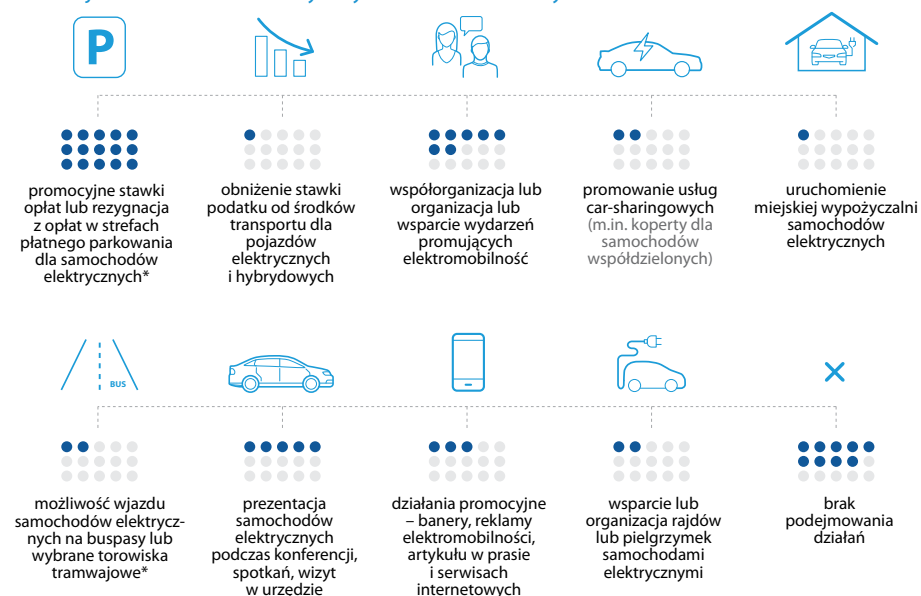 P
promocyjne stawki
opłat lub rezygnacja
z opłat w strefach
płatnego parkowania
dla samochodów
elektrycznych*
obniżenie stawki
podatku od środków
transportu dla
pojazdów
elektrycznych
i hybrydowych
współorganizacja lub
organizacja lub
wsparcie wydarzeń
promujących
elektromobilność
promowanie usług
car-sharingowych
(m.in. koperty dla
samochodów
współdzielonych)
uruchomienie
miejskiej wypożyczalni
samochodów
elektrycznych
BUS
możliwość wjazdu
samochodów elektrycz-
nych na buspasy lub
wybrane torowiska
tramwajowe*
prezentacja
samochodów
elektrycznych
podczas konferencji,
spotkań, wizyt
w urzędzie
działania promocyjne
– banery, reklamy
elektromobilności,
artykułu w prasie
i serwisach
internetowych
wsparcie lub
organizacja rajdów
lub pielgrzymek
samochodami
elektrycznymi
brak
podejmowania
działań